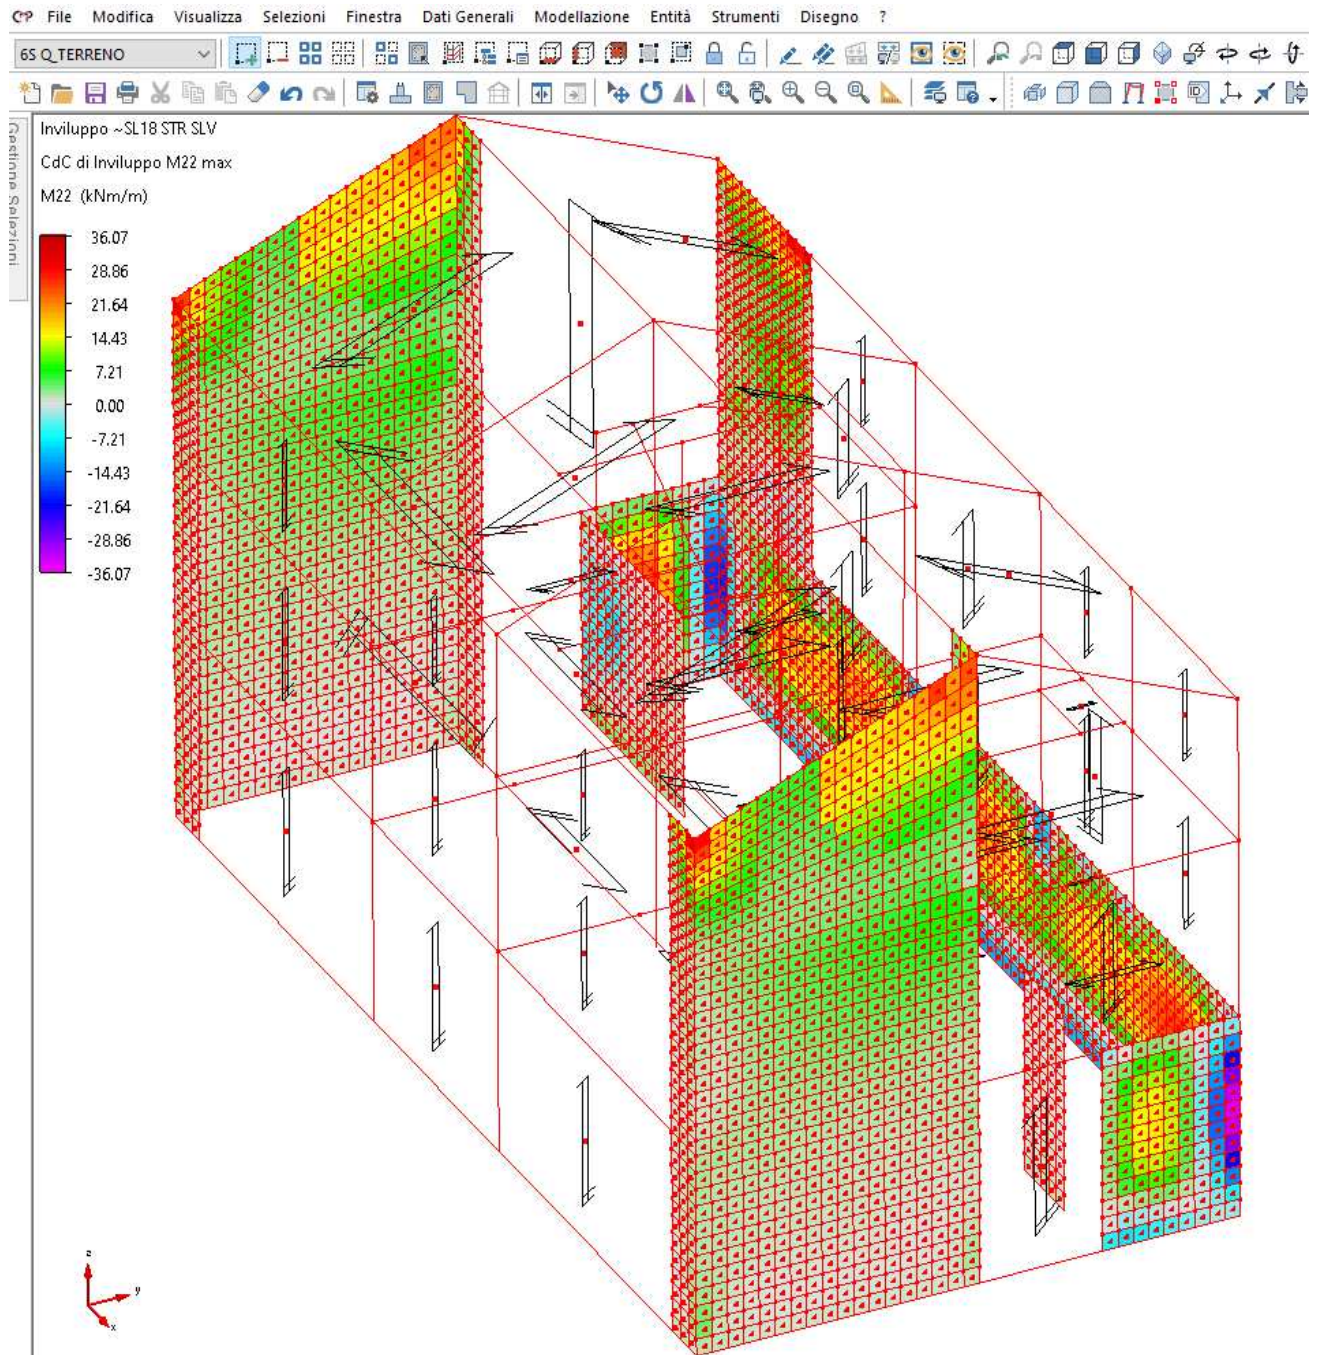 File Modifica Visualizza Selezioni Finestra Dati Generali Modellazione Entità Strumenti Disegno ?
6S Q_TERRENO
Gestione Selezioni
Inviluppo ~SL18 STR SLV
CdC di Inviluppo M22 max
M22 (kNm/m)
36.07
28.86
21.64
14.43
7.21
0.00
-7.21
-14.43
-21.64
-28.86
-36.07
z
y
x